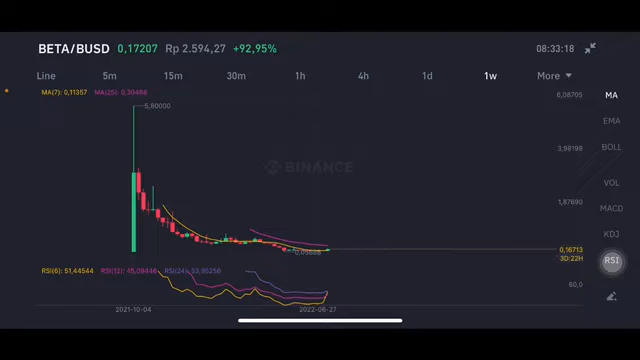 BETA/BUSD 0,17207 Rp 2.594,27 +92,95% 08:33:18
Line 5m 15m 30m 1h 4h 1d 1w More
MA(7): 0,11357 MA(25): 0,30468
5,80000
6,08705
3,98198
1,87690
BINANCE
0,16713
3D:22H
RSI(6): 51,44544 RSI(12): 45,09446 RSI(24): 53,95256
60,0
2021-10-04 2022-06-27
MA
EMA
BOLL
VOL
MACD
KDJ
RSI